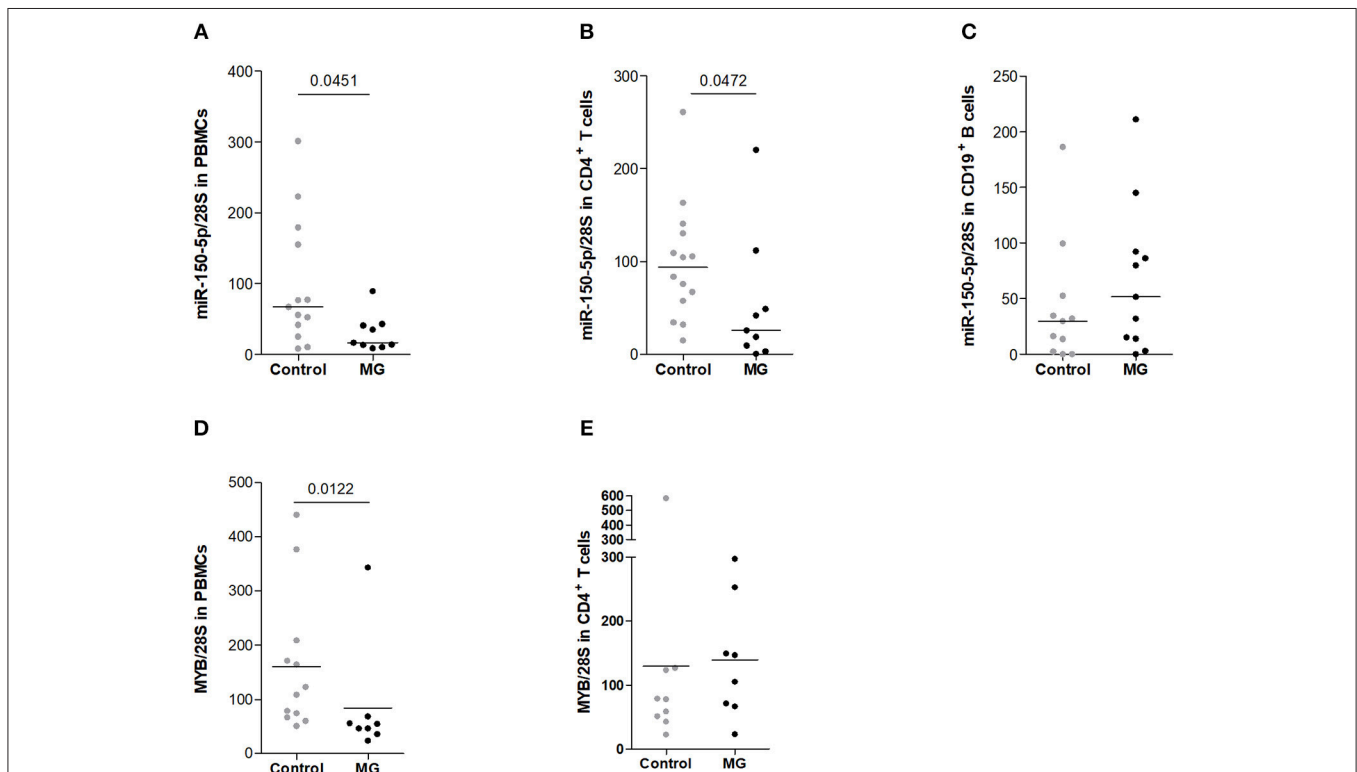 A
miR-150-5p/28S in PBMCs
400
300
200
100
0
0.0451
Control MG
B
miR-150-5p/28S in CD4+ T cells
300
200
100
0
0.0472
Control MG
C
miR-150-5p/28S in CD19+ B cells
250
200
150
100
50
0
Control MG
D
MYB/28S in PBMCs
500
400
300
200
100
0
0.0122
Control MG
E
MYB/28S in CD4+ T cells
600
500
400
300
300
200
100
0
Control MG